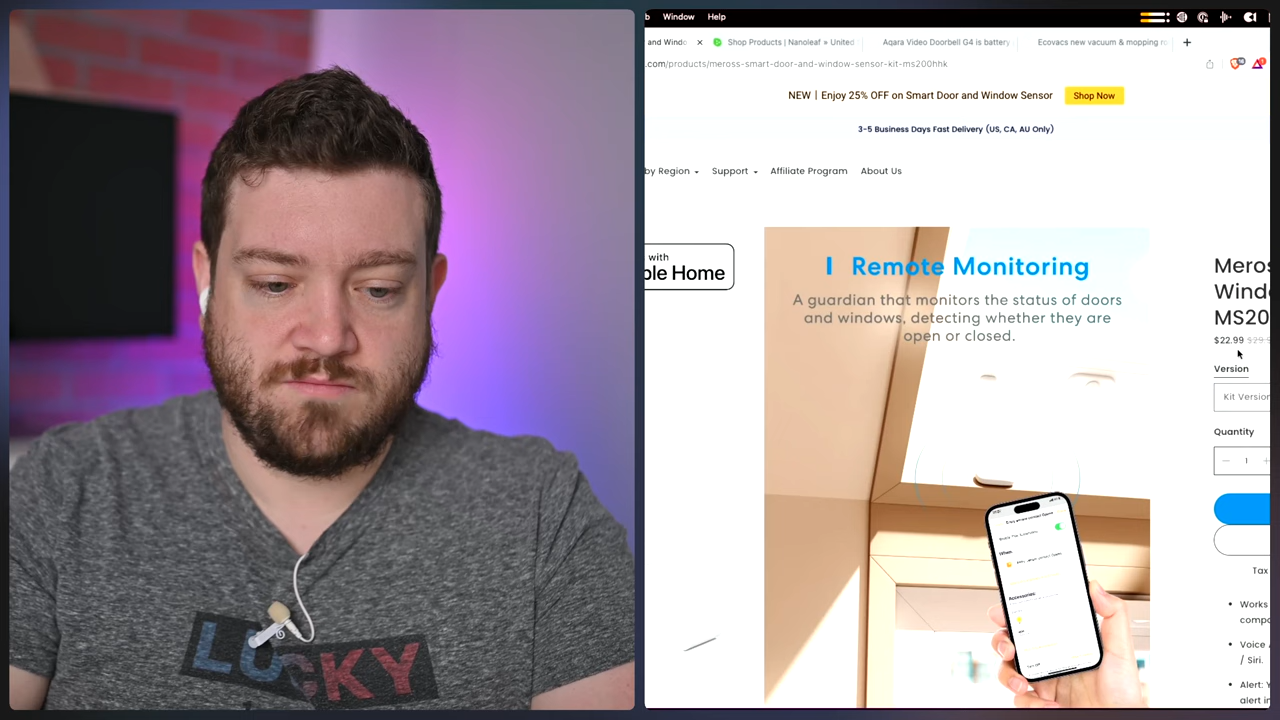 Window Help
and Windo
Shop Products | Nanoleaf » United
Aqara Video Doorbell G4 is battery
Ecovacs new vacuum & mopping ro
.com/products/meross-smart-door-and-window-sensor-kit-ms200hhk
NEW | Enjoy 25% OFF on Smart Door and Window Sensor Shop Now
3-5 Business Days Fast Delivery (US, CA, AU Only)
by Region Support Affiliate Program About Us
with
ple Home
Remote Monitoring
A guardian that monitors the status of doors
and windows, detecting whether they are
open or closed.
Meros
Windo
MS20
$22.99
Version
Kit Version
Quantity
1
Tax
Works
compa
Voice
/ Siri.
Alert: Y
alert in
When
Accessories
LUCKY